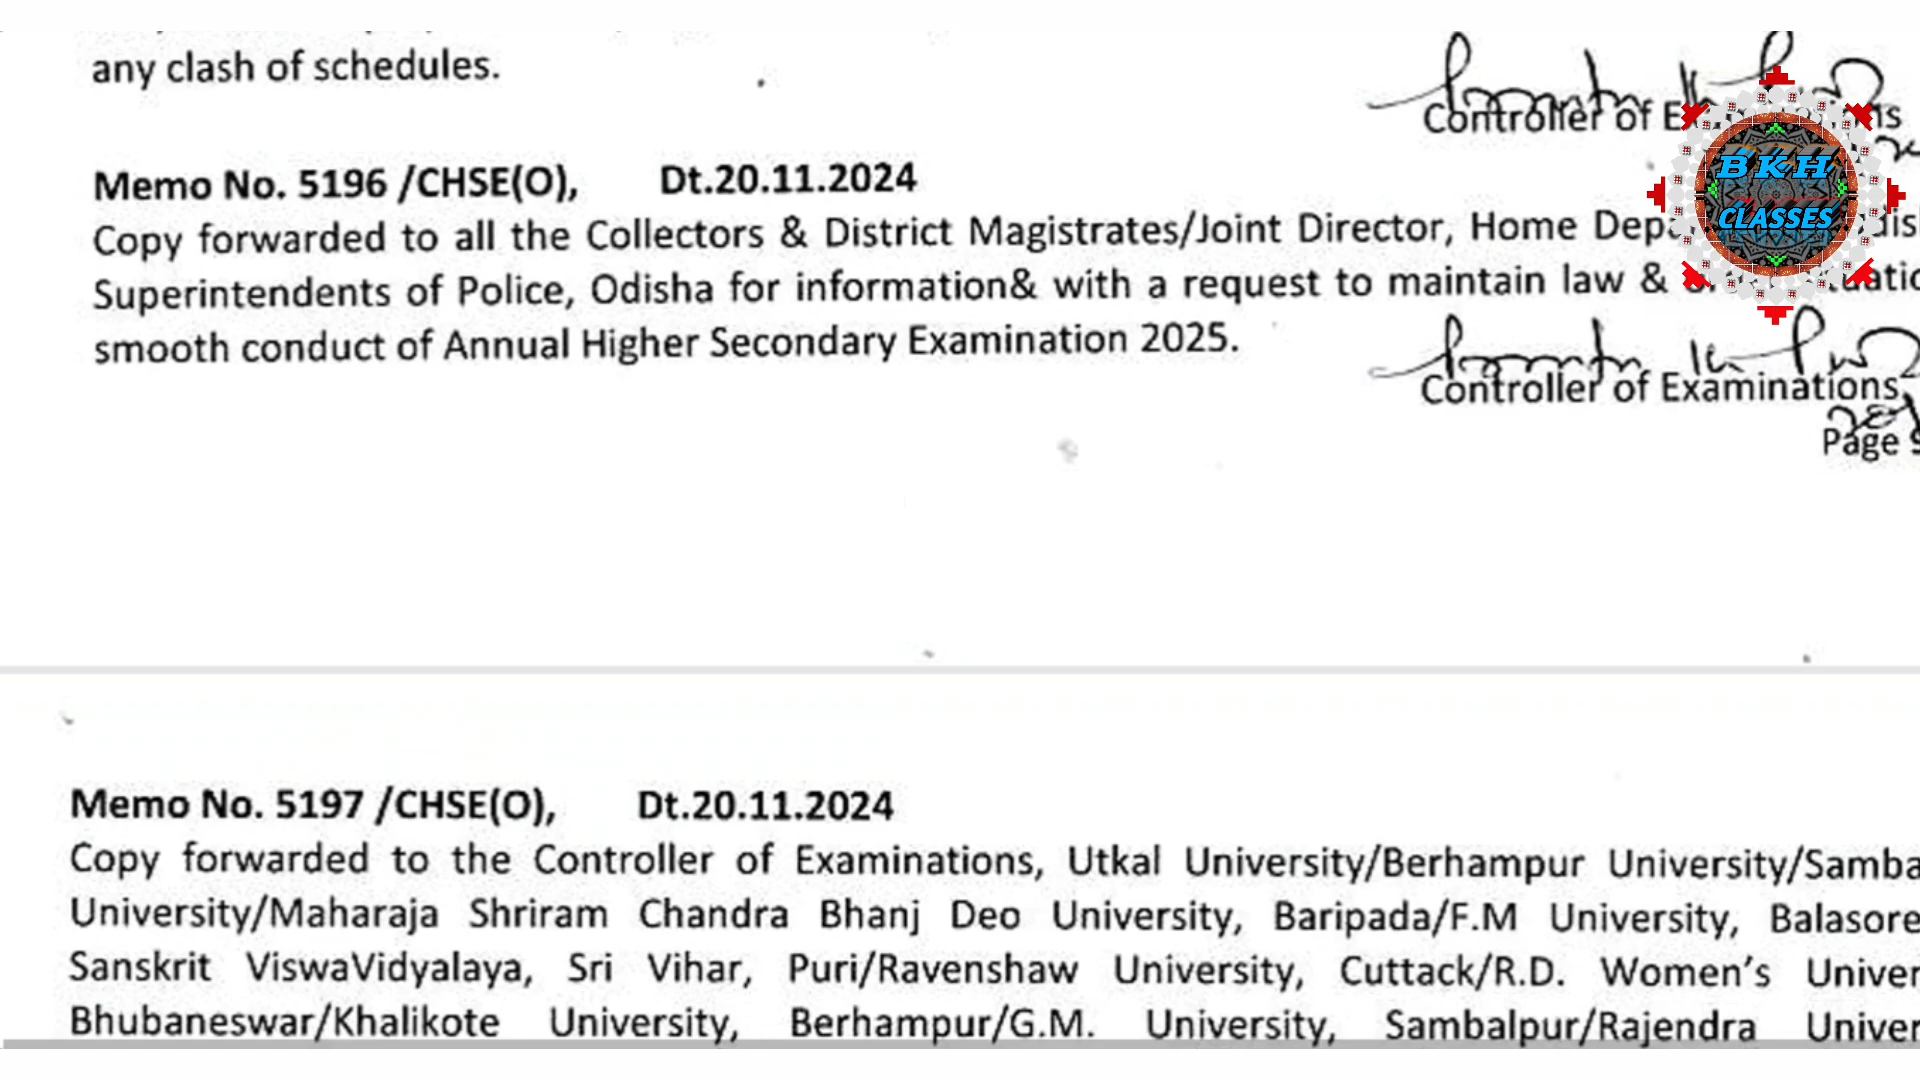 any clash of schedules.
Controller of
BKH
CLASSES
Memo No. 5196 /CHSE(O), Dt.20.11.2024
Copy forwarded to all the Collectors & District Magistrates/Joint Director, Home
Superintendents of Police, Odisha for information& with a request to maintain law &
smooth conduct of Annual Higher Secondary Examination 2025.
Controller of Examinations
Page
Memo No. 5197 /CHSE(O), Dt.20.11.2024
Copy forwarded to the Controller of Examinations, Utkal University/Berhampur University/Samba
University/Maharaja Shriram Chandra Bhanj Deo University, Baripada/F.M University, Balasore
Sanskrit ViswaVidyalaya, Sri Vihar, Puri/Ravenshaw University, Cuttack/R.D. Women's Univer
Bhubaneswar/Khalikote University, Berhampur/G.M. University, Sambalpur/Rajendra Univer